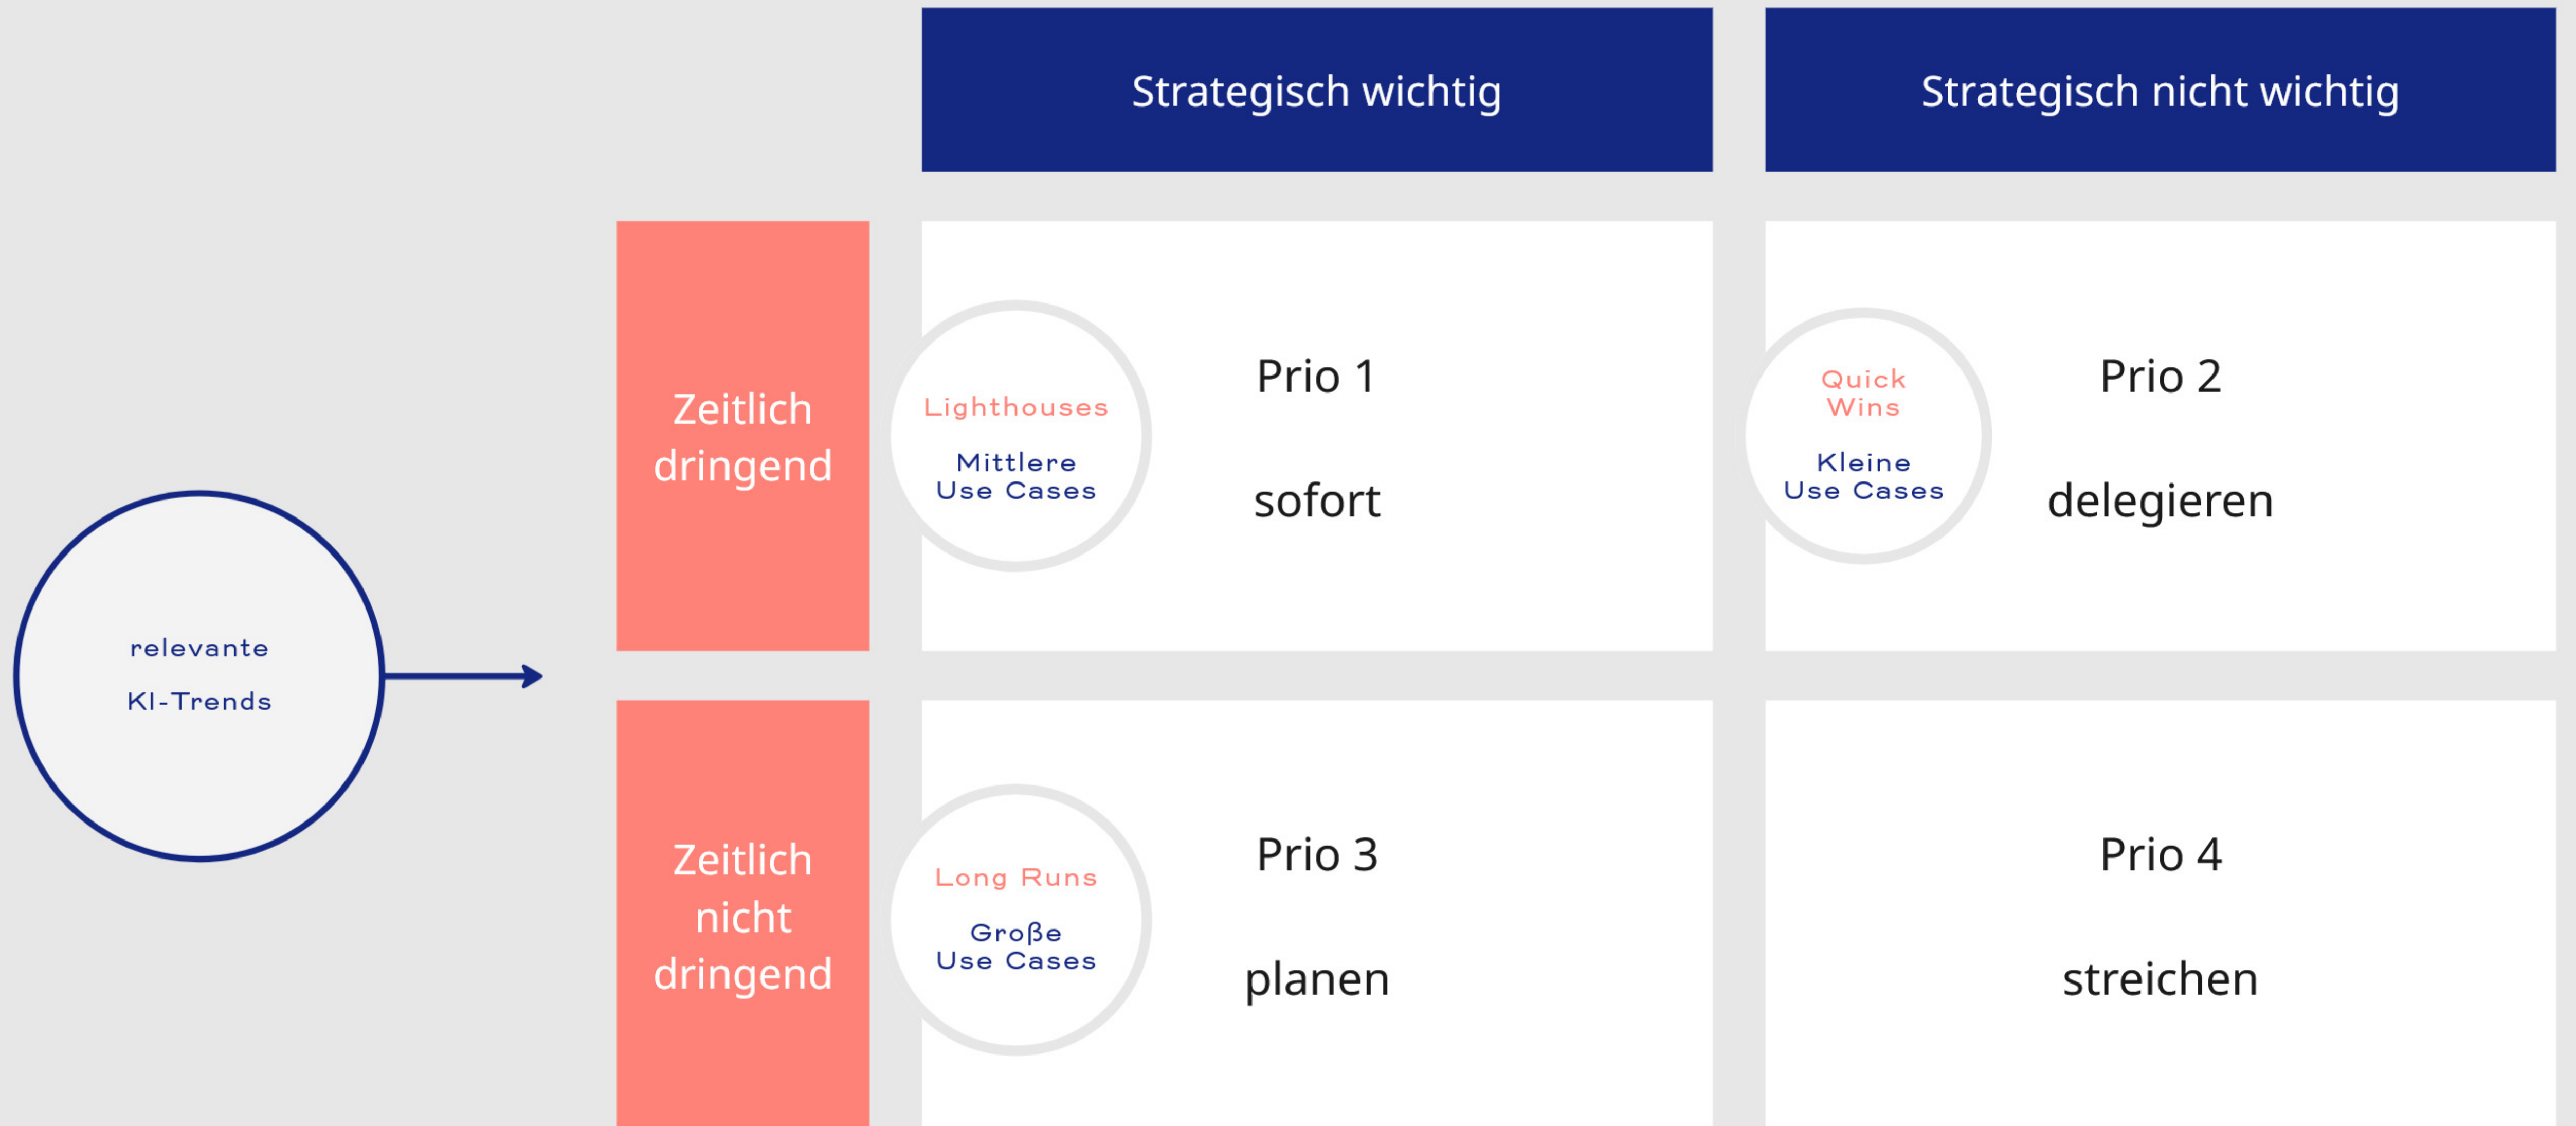 Strategisch wichtig
Strategisch nicht wichtig
Zeitlich
dringend
Lighthouses
Mittlere
Use Cases
Prio 1
sofort
Quick
Wins
Kleine
Use Cases
Prio 2
delegieren
relevante
KI-Trends
Zeitlich
nicht
dringend
Long Runs
Große
Use Cases
Prio 3
planen
Prio 4
streichen